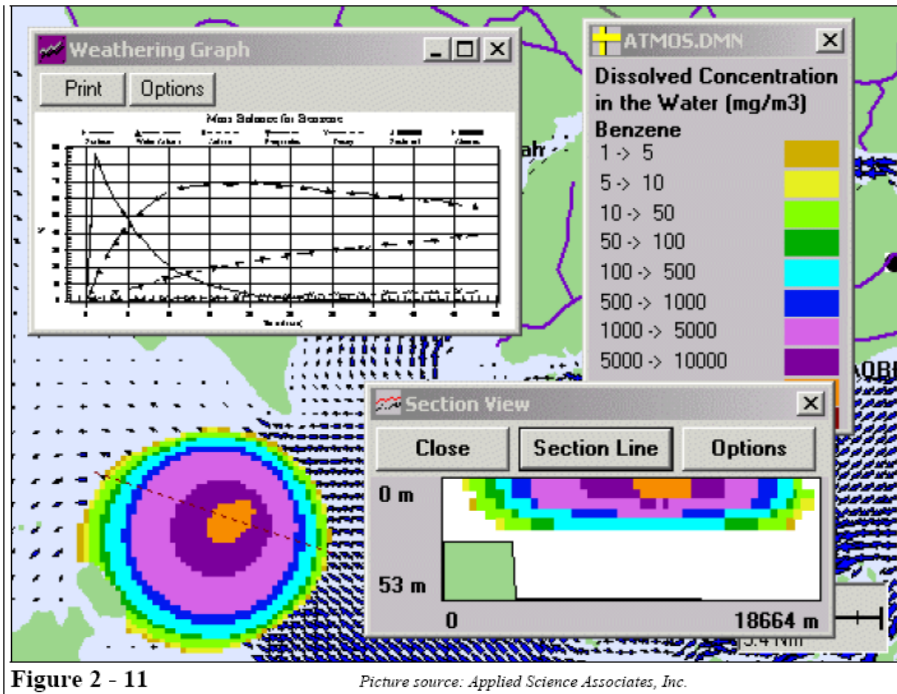 Weathering Graph
Print Options
Mass Balance for Benzene
ATMOS.DMN
Dissolved Concentration
in the Water (mg/m3)
Benzene
1 -> 5
5 -> 10
10 -> 50
50 -> 100
100 -> 500
500 -> 1000
1000 -> 5000
5000 -> 10000
ah
Section View
Close Section Line Options
0 m
53 m
0 18664 m
Figure 2 - 11
Picture source: Applied Science Associates, Inc.